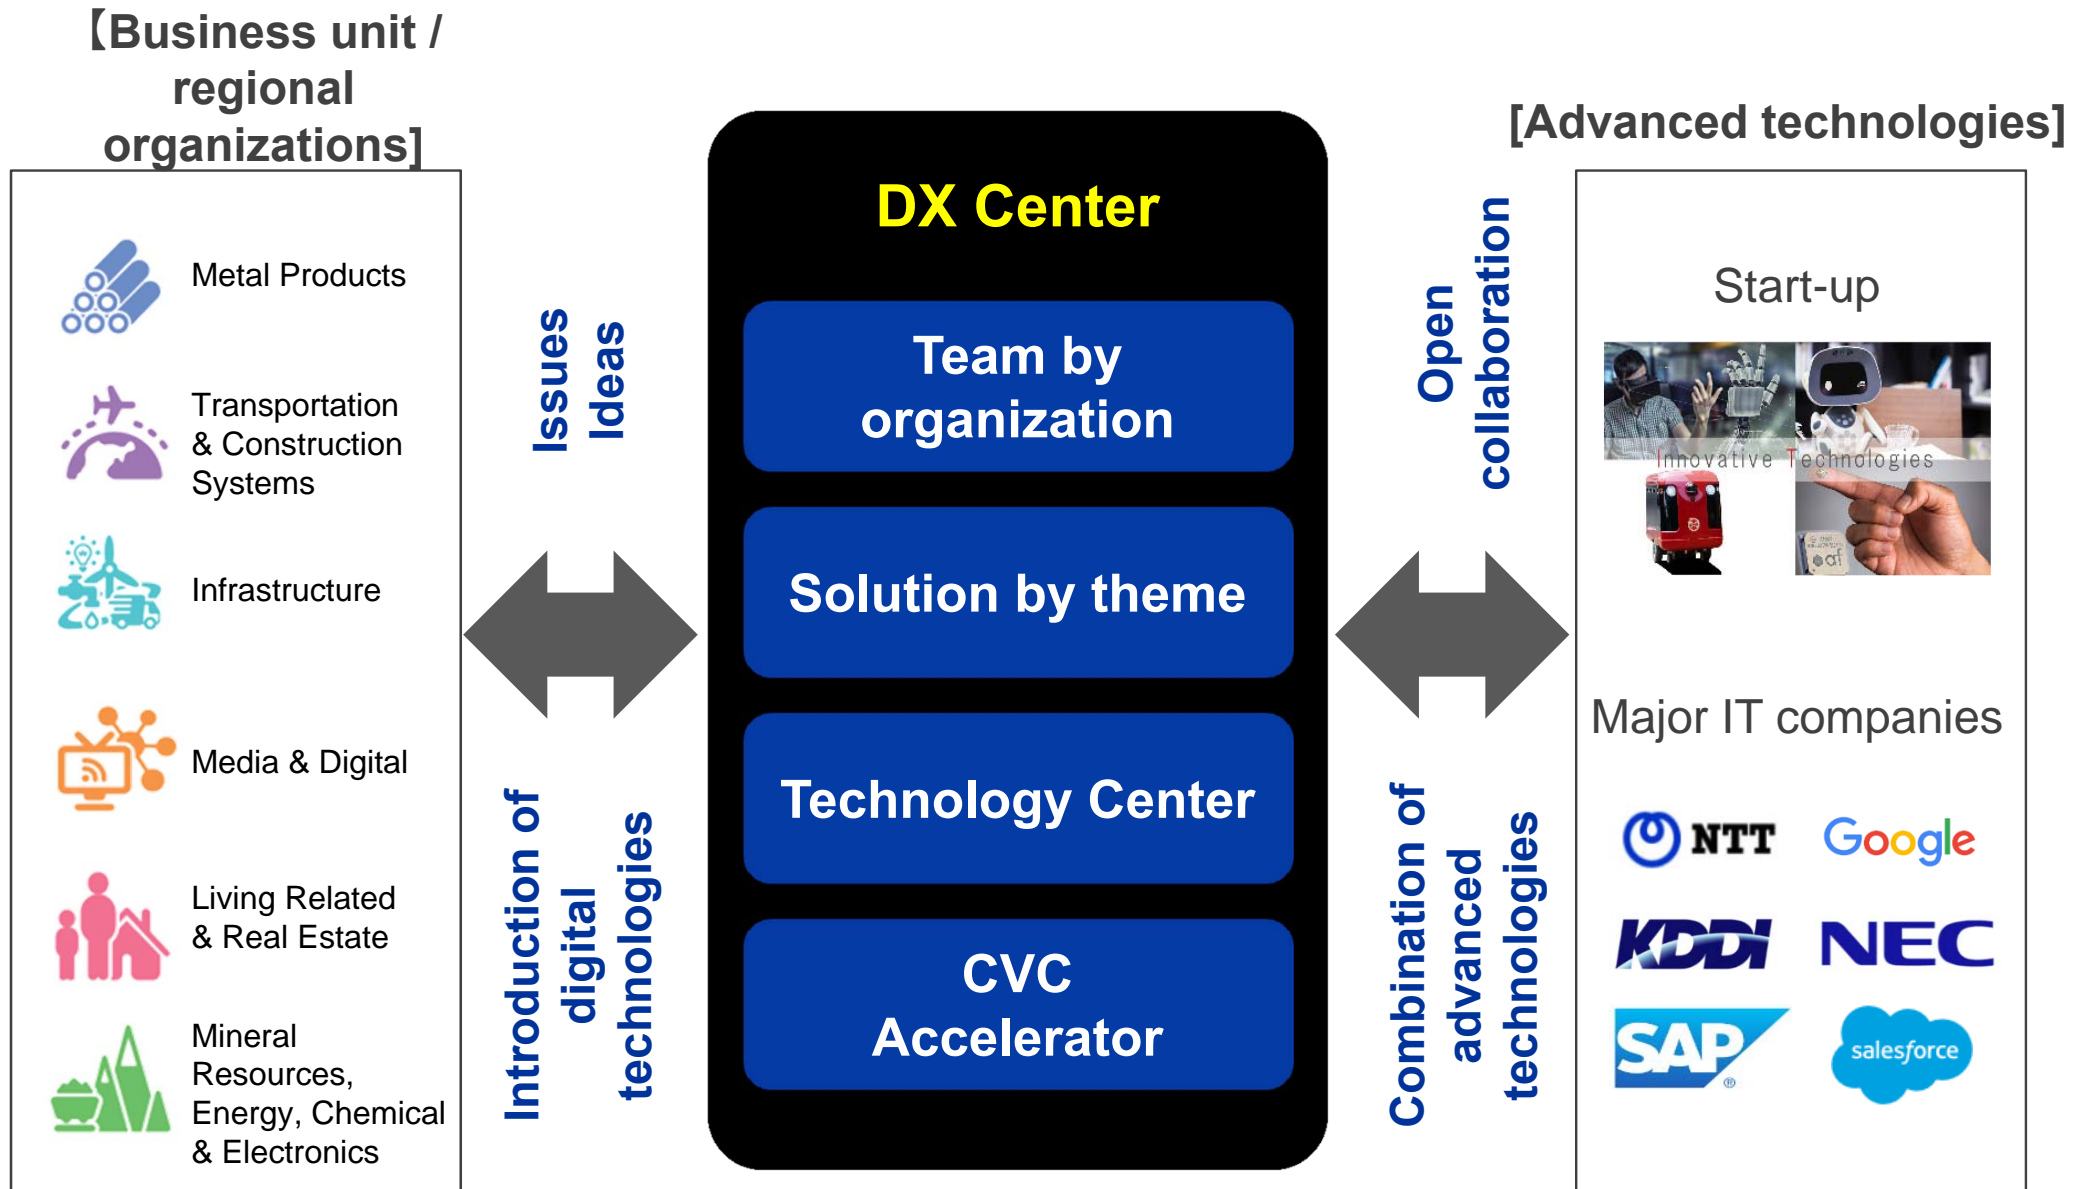 【Business unit /
regional
organizations]
Metal Products
Transportation
& Construction
Systems
Infrastructure
Media & Digital
Living Related
& Real Estate
Mineral
Resources,
Energy, Chemical
& Electronics
Issues
Ideas
Introduction of
digital
technologies
DX Center
Team by
organization
Solution by theme
Technology Center
CVC
Accelerator
Open
collaboration
Combination of
advanced
technologies
[Advanced technologies]
Start-up
Innovative Technologies
Major IT companies
NTT
Google
KDDI
NEC
SAP®
salesforce